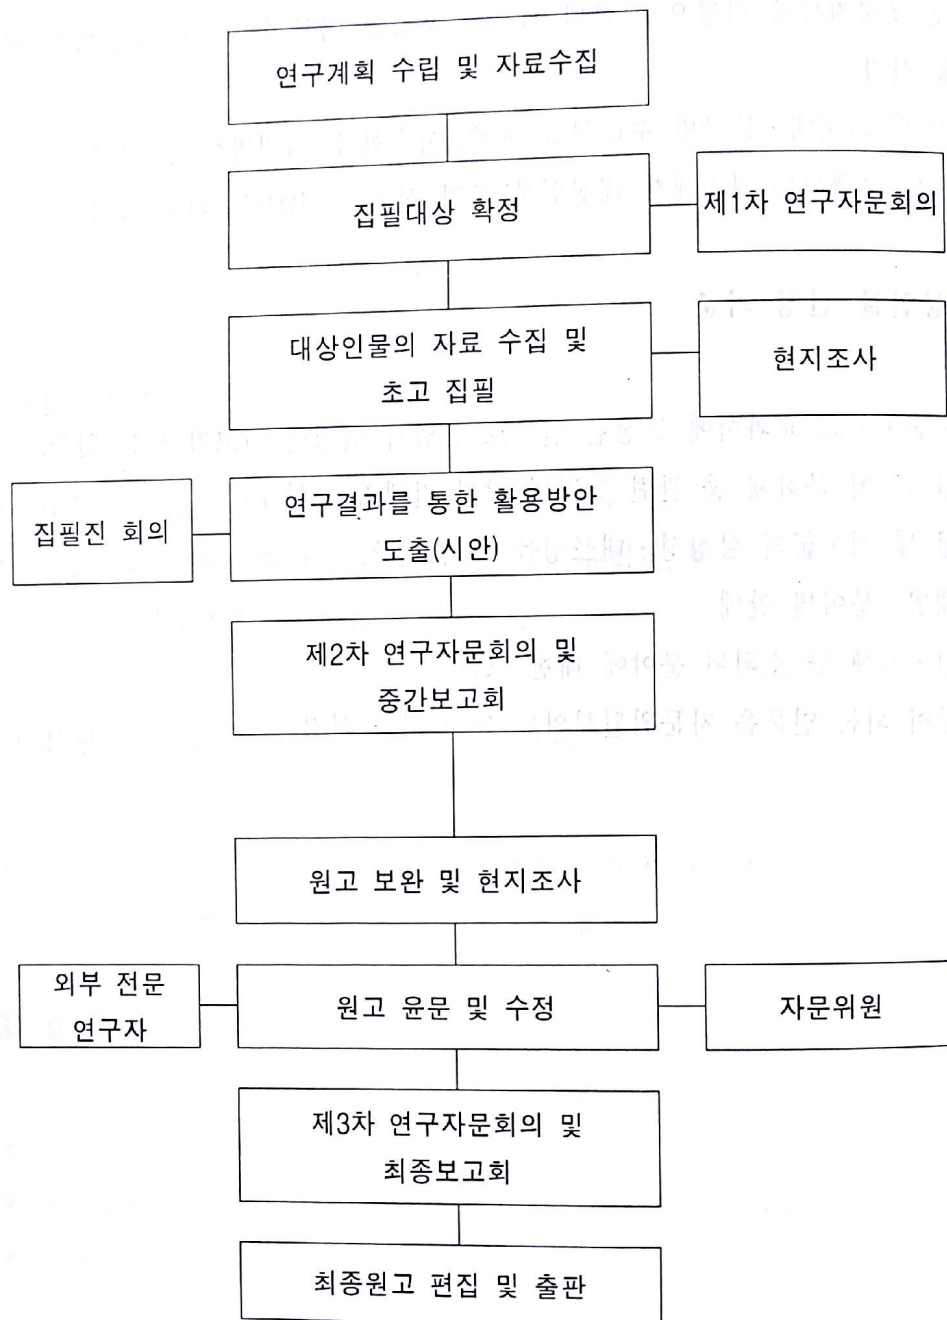 연구계획 수립 및 자료수집
집필대상 확정
제1차 연구자문회의
대상인물의 자료 수집 및
초고 집필
현지조사
집필진 회의
연구결과를 통한 활용방안
도출(시안)
제2차 연구자문회의 및
중간보고회
원고 보완 및 현지조사
외부 전문
연구자
원고 윤문 및 수정
자문위원
제3차 연구자문회의 및
최종보고회
최종원고 편집 및 출판